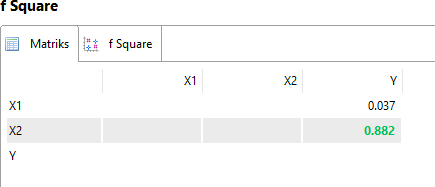 f Square
Matriks f Square
X1 X2 Y
X1 0.037
X2 0.882
Y